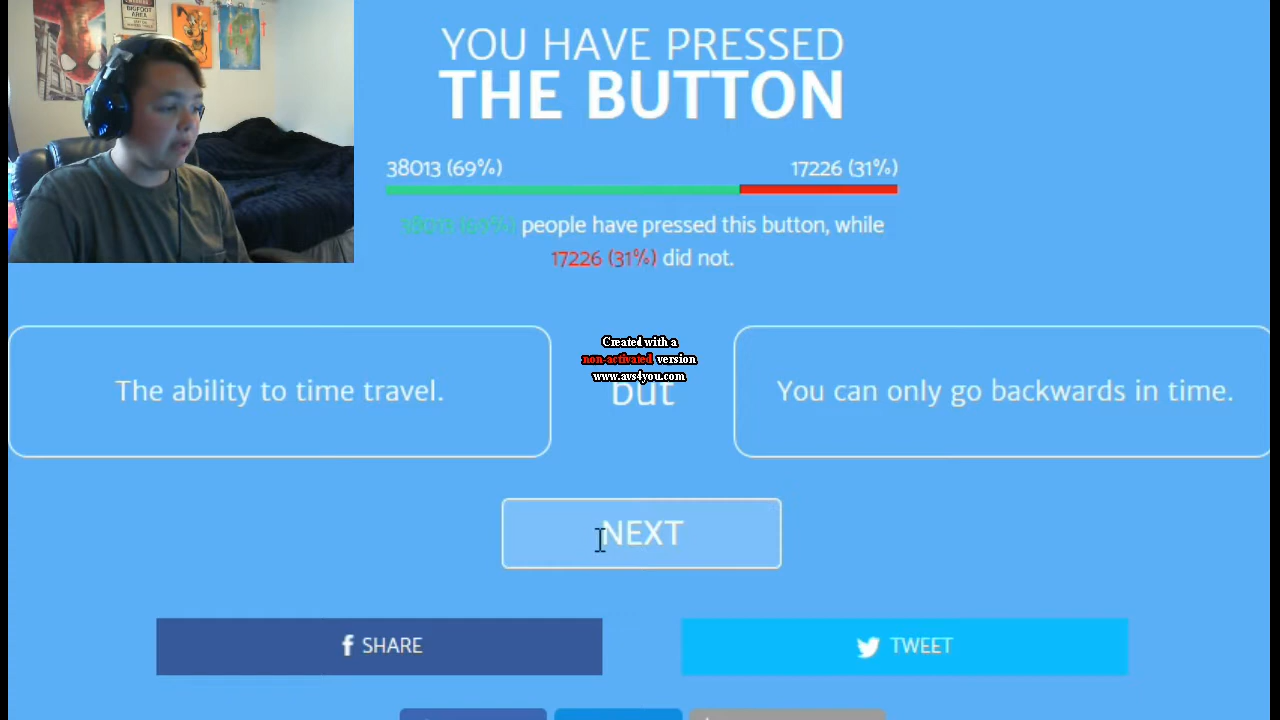 BIGFOOT
AREA
YOU HAVE PRESSED
THE BUTTON
38013 (69%)
17226 (31%)
38013 (69%) people have pressed this button, while
17226 (31%) did not.
Created with a
non-activated version
www.avs4you.com
The ability to time travel.
but
You can only go backwards in time.
NEXT
f SHARE
TWEET